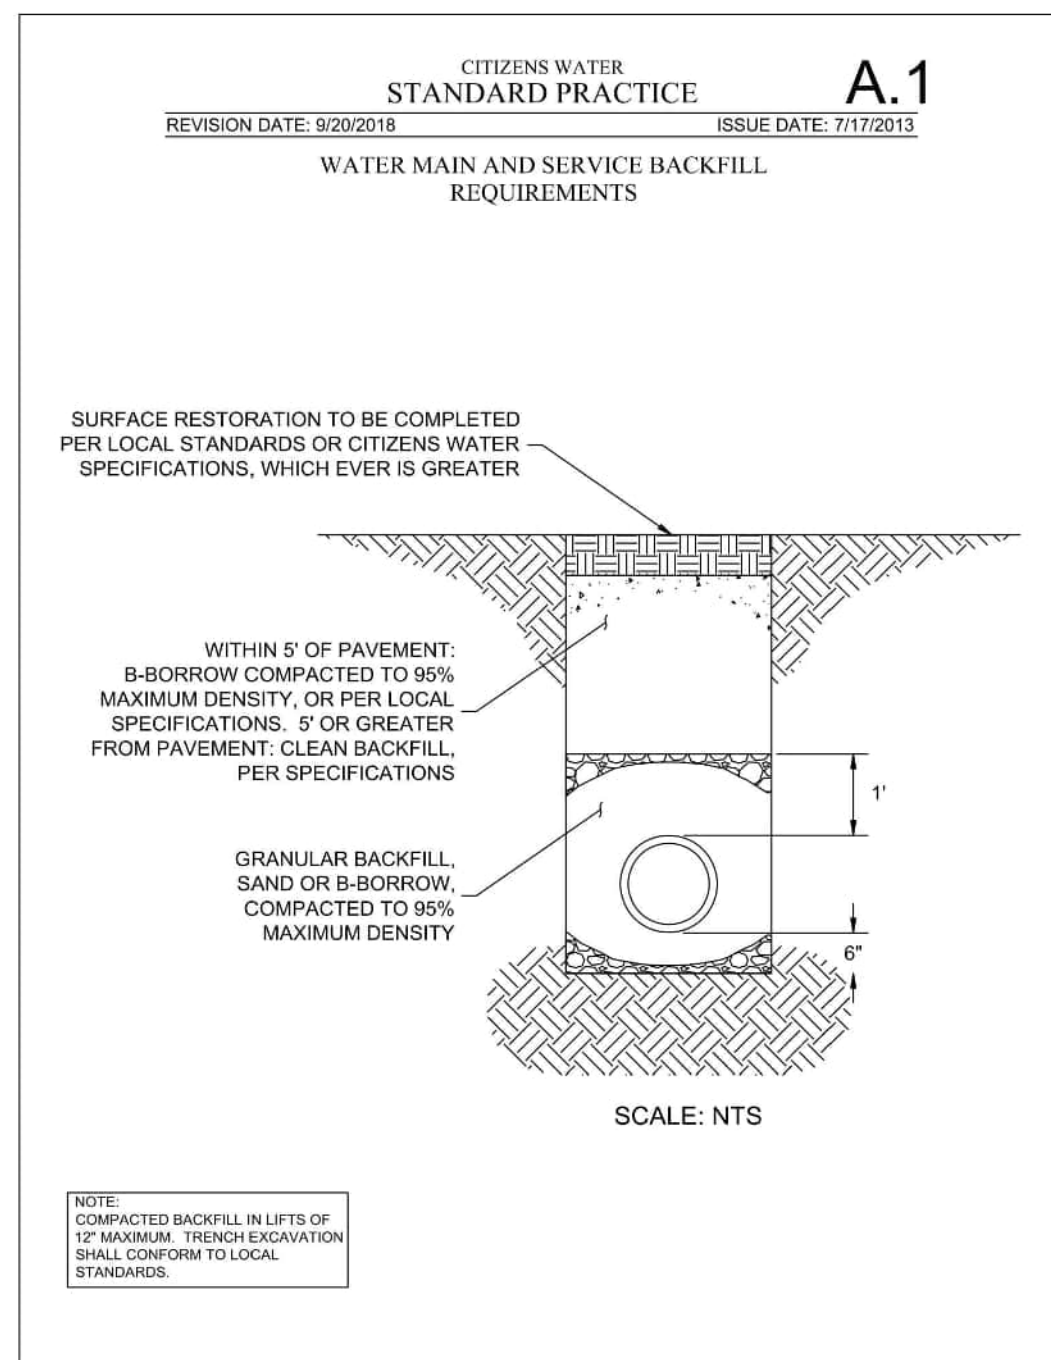 CITIZENS WATER
STANDARD PRACTICE
A.1
REVISION DATE: 9/20/2018
ISSUE DATE: 7/17/2013
WATER MAIN AND SERVICE BACKFILL
REQUIREMENTS
SURFACE RESTORATION TO BE COMPLETED
PER LOCAL STANDARDS OR CITIZENS WATER
SPECIFICATIONS, WHICH EVER IS GREATER
WITHIN 5' OF PAVEMENT:
B-BORROW COMPACTED TO 95%
MAXIMUM DENSITY, OR PER LOCAL
SPECIFICATIONS. 5' OR GREATER
FROM PAVEMENT: CLEAN BACKFILL,
PER SPECIFICATIONS
1'
GRANULAR BACKFILL,
SAND OR B-BORROW,
COMPACTED TO 95%
MAXIMUM DENSITY
6"
SCALE: NTS
NOTE:
COMPACTED BACKFILL IN LIFTS OF
12" MAXIMUM. TRENCH EXCAVATION
SHALL CONFORM TO LOCAL
STANDARDS.